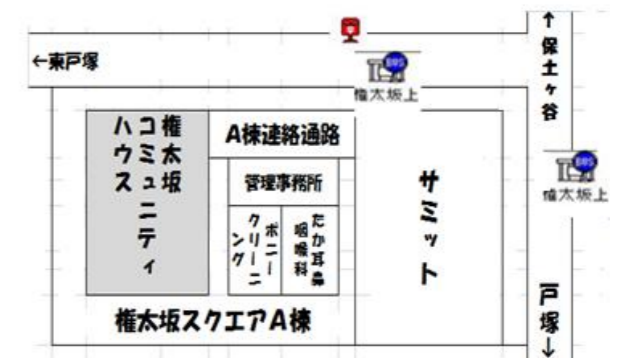 ←東戸塚
↑保土ヶ谷
BUS
権太坂上
権太坂
コミュニティ
ハウス
A棟連絡通路
管理事務所
ポニー
クリーニング
たか耳鼻
咽喉科
サミット
BUS
権太坂上
権太坂スクエアA棟
戸塚↓